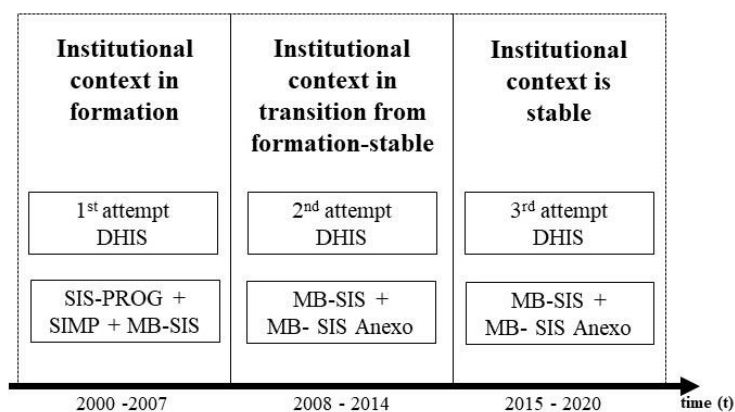 Institutional
context in
formation
Institutional
context in
transition from
formation-stable
Institutional
context is
stable
1st attempt
DHIS
2nd attempt
DHIS
3rd attempt
DHIS
SIS-PROG +
SIMP + MB-SIS
MB-SIS +
MB- SIS Anexo
MB-SIS +
MB- SIS Anexo
2000 -2007
2008 - 2014
2015 - 2020
time (t)